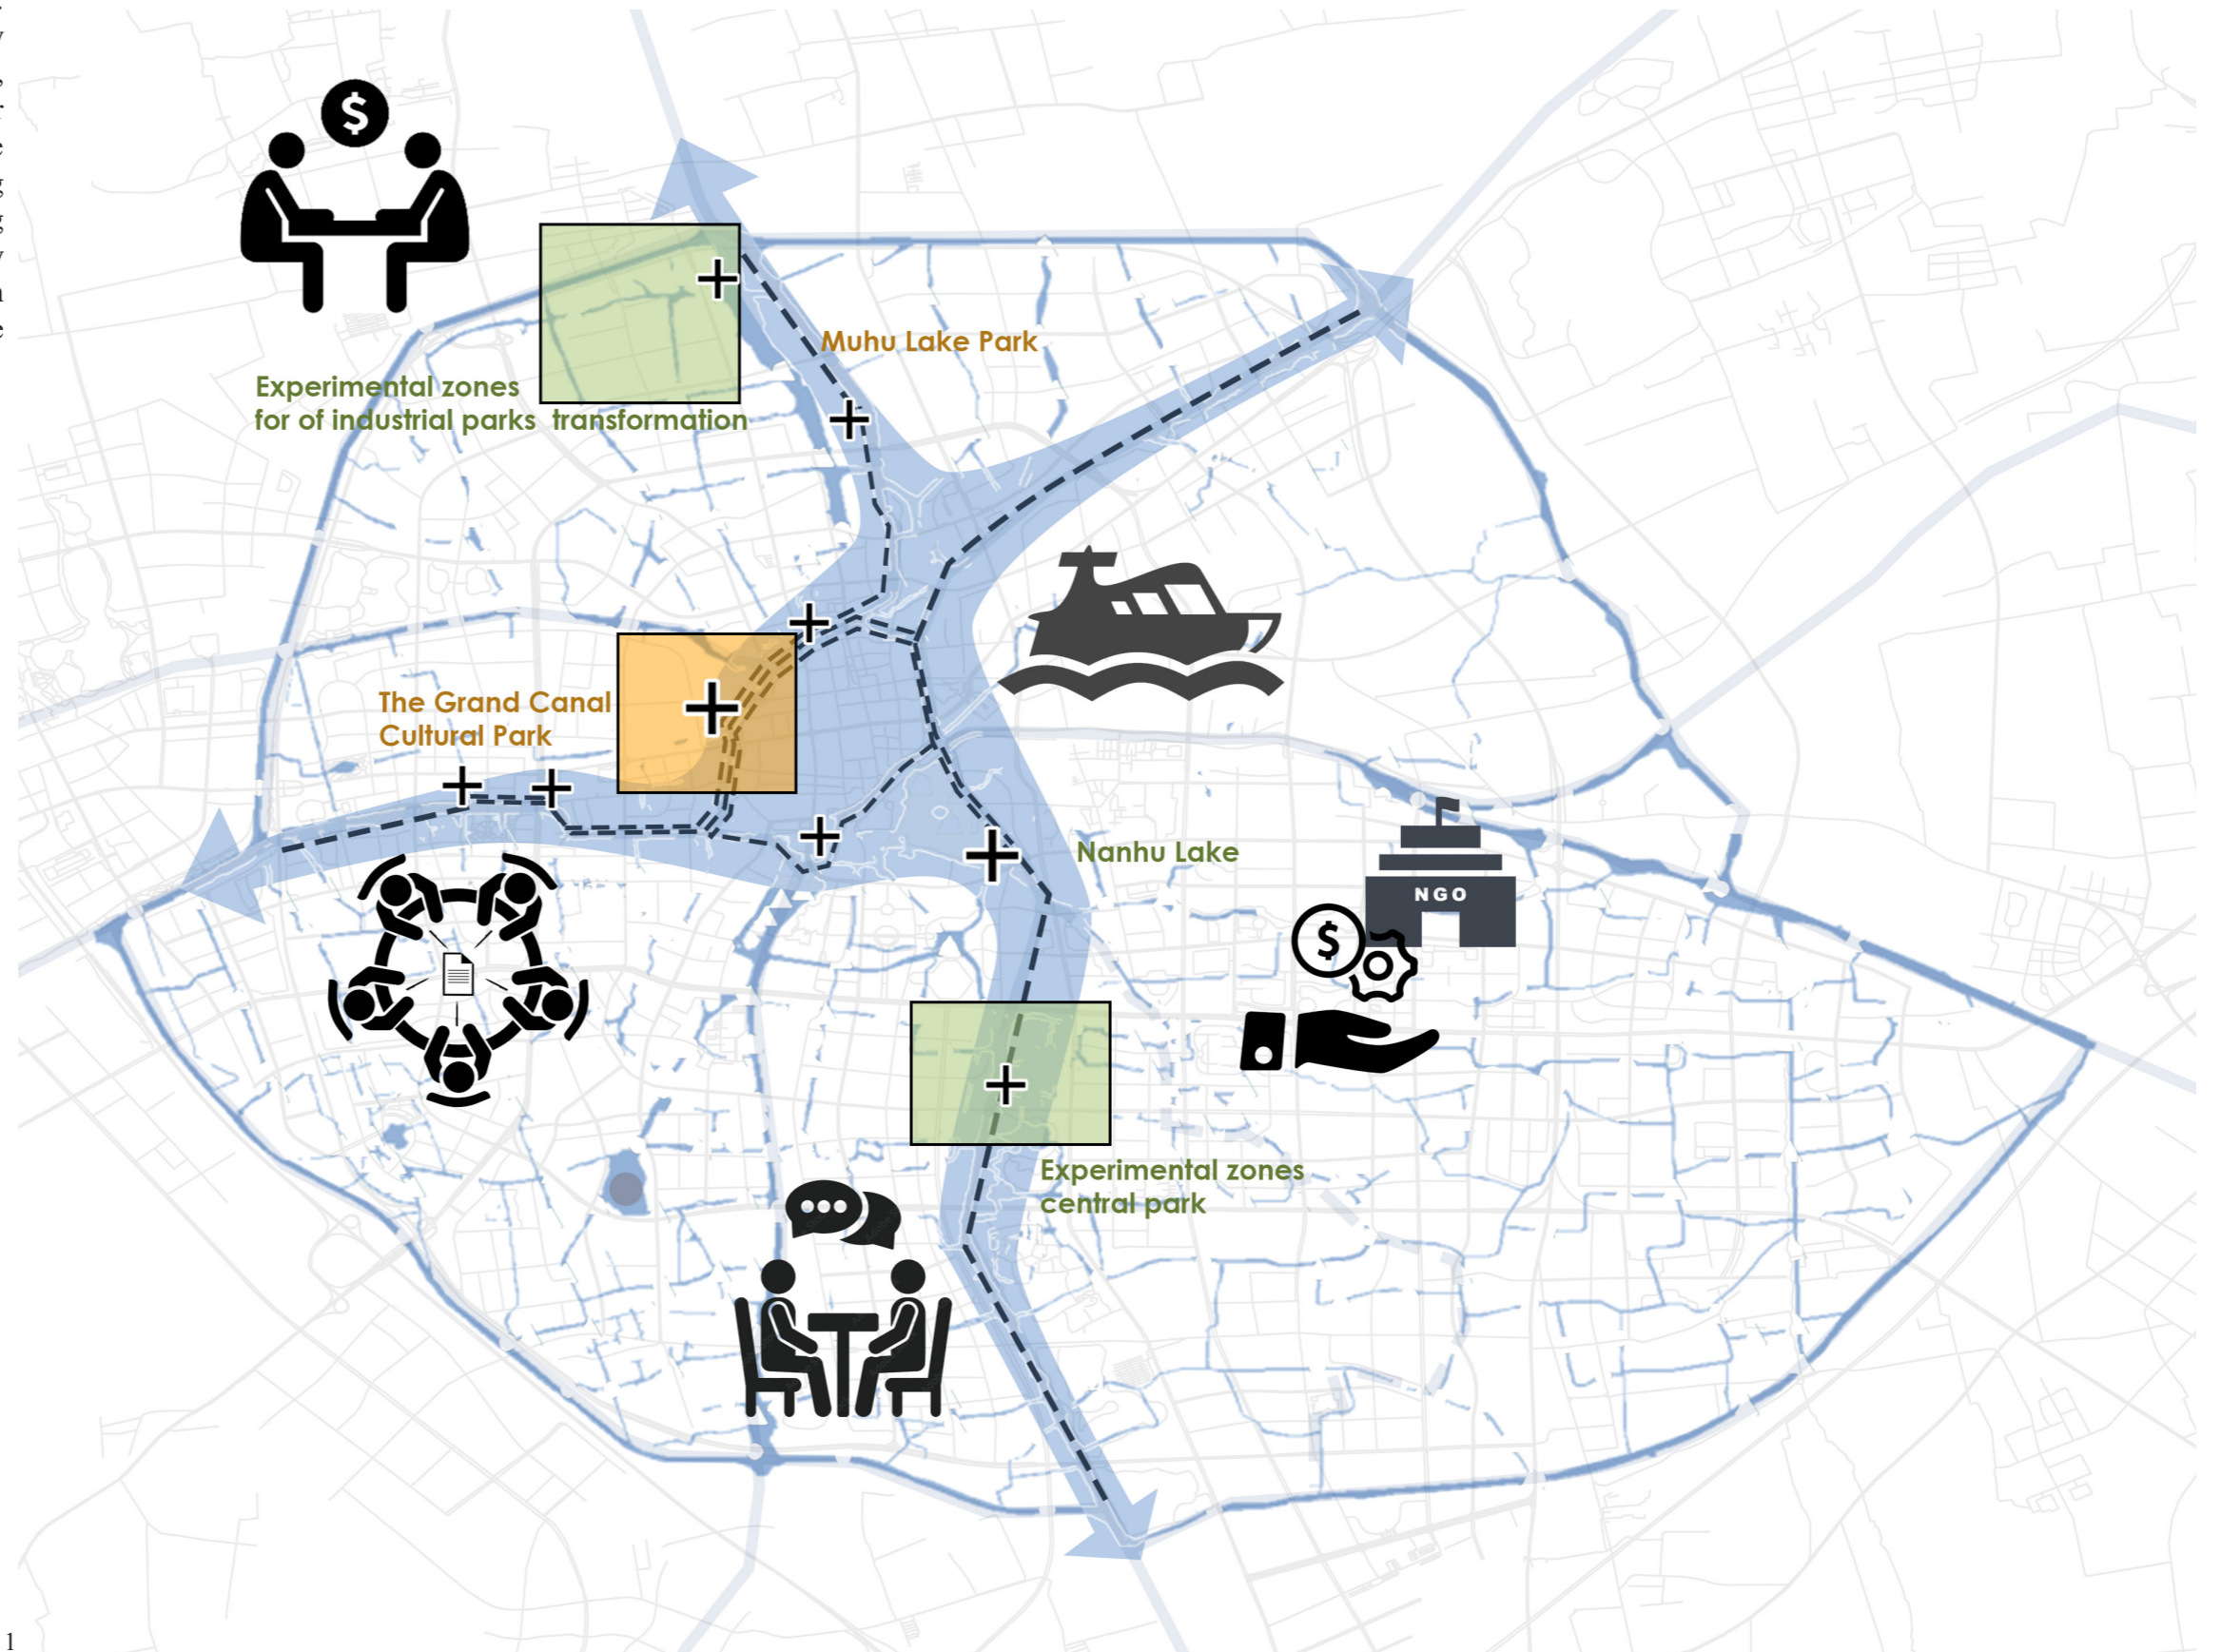 $
Muhu Lake Park
Experimental zones
for of industrial parks transformation
The Grand Canal
Cultural Park
Nanhu Lake
NGO
$
Experimental zones
central park
1